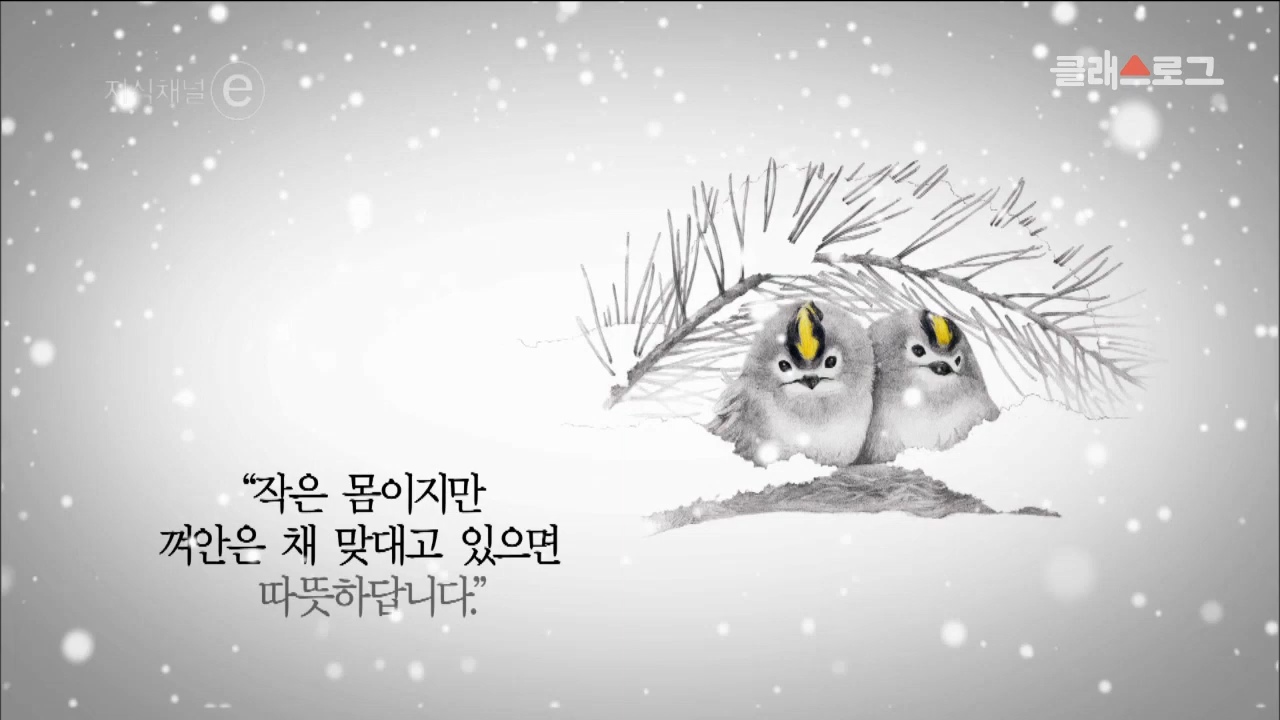 지식채널 e
클래스로그
“작은 몸이지만
껴안은 채 맞대고 있으면
따뜻하답니다.”